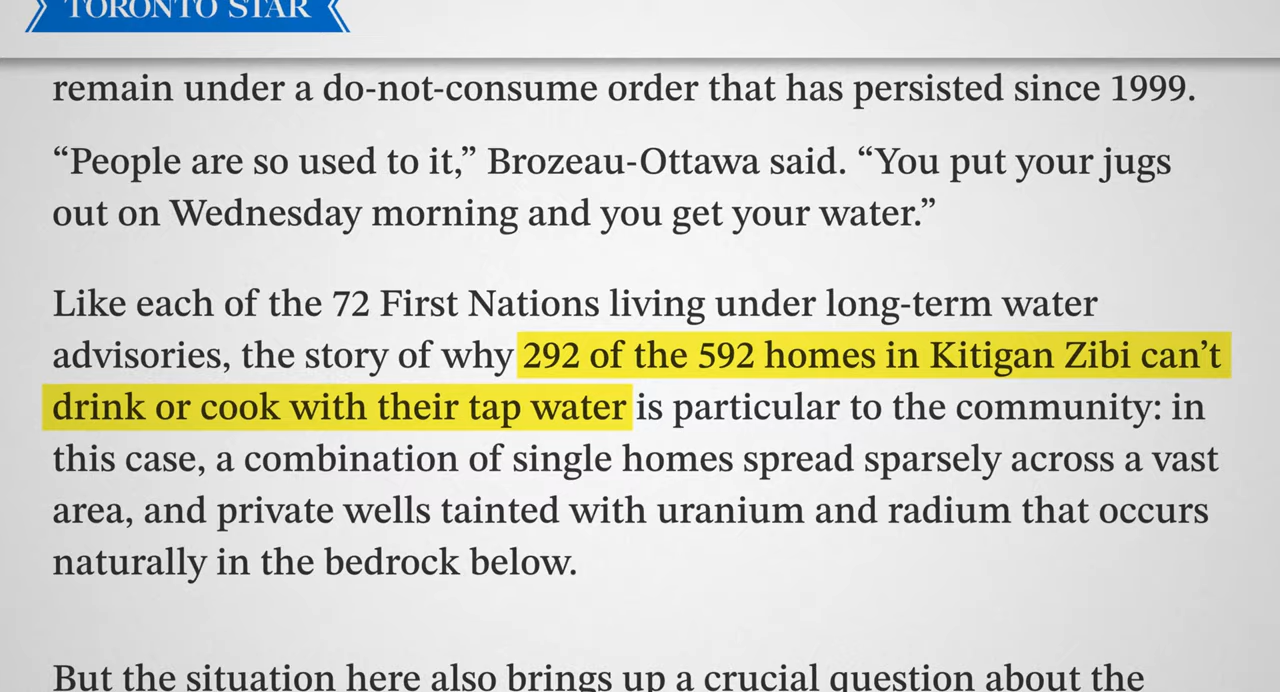 TORONTO STAR
remain under a do-not-consume order that has persisted since 1999.
“People are so used to it,” Brozeau-Ottawa said. “You put your jugs
out on Wednesday morning and you get your water.”
Like each of the 72 First Nations living under long-term water
advisories, the story of why 292 of the 592 homes in Kitigan Zibi can’t
drink or cook with their tap water is particular to the community: in
this case, a combination of single homes spread sparsely across a vast
area, and private wells tainted with uranium and radium that occurs
naturally in the bedrock below.
But the situation here also brings up a crucial question about the